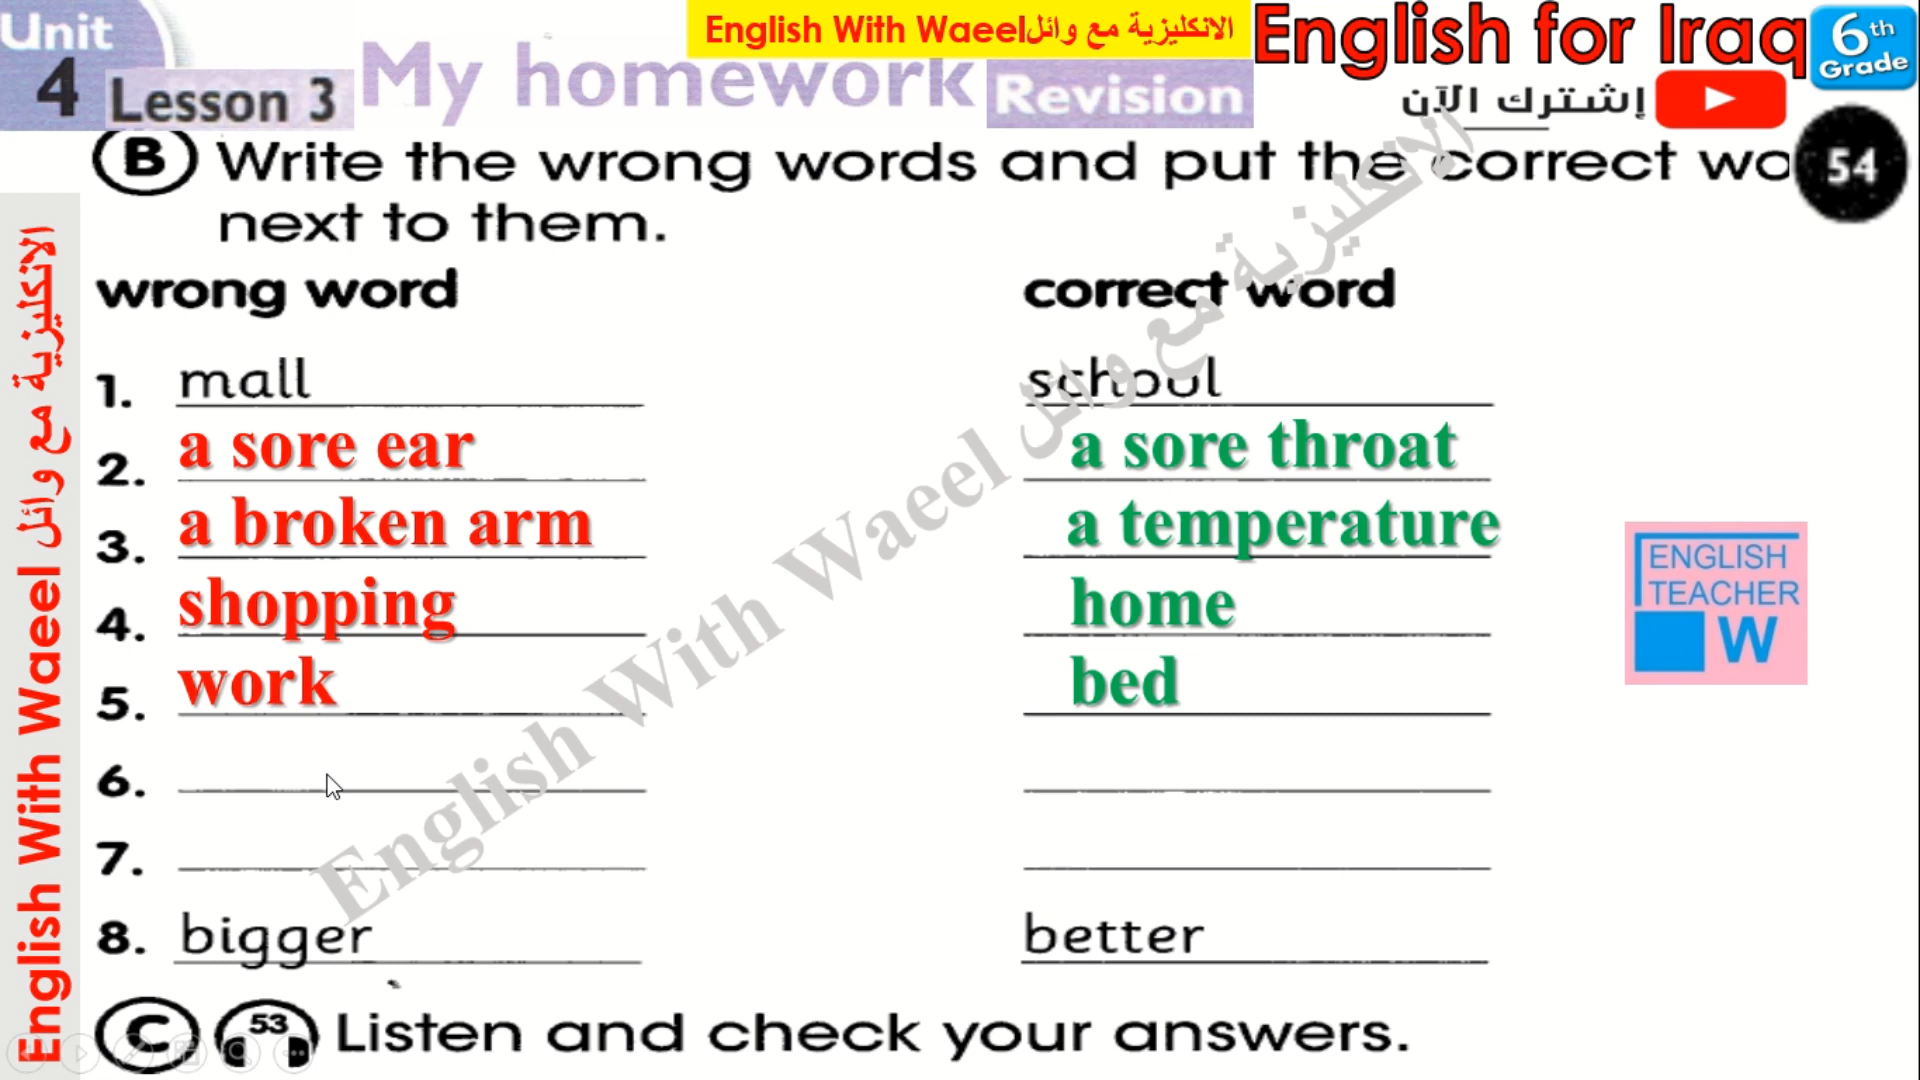 Unit
4
Lesson 3
My homework
Revision
English With Waeelالانكليزية مع وائل
English for Iraq
6th
Grade
إشترك الآن
54
B Write the wrong words and put the correct wo
next to them.
wrong word correct word
1. mall school
2. a sore ear a sore throat
3. a broken arm a temperature
4. shopping home
5. work bed
6.
7.
8. bigger better
C 53 Listen and check your answers.
English With Waeel الانكليزية مع وائل
English With Waeel الانكليزية مع وائل
ENGLISH
TEACHER
W